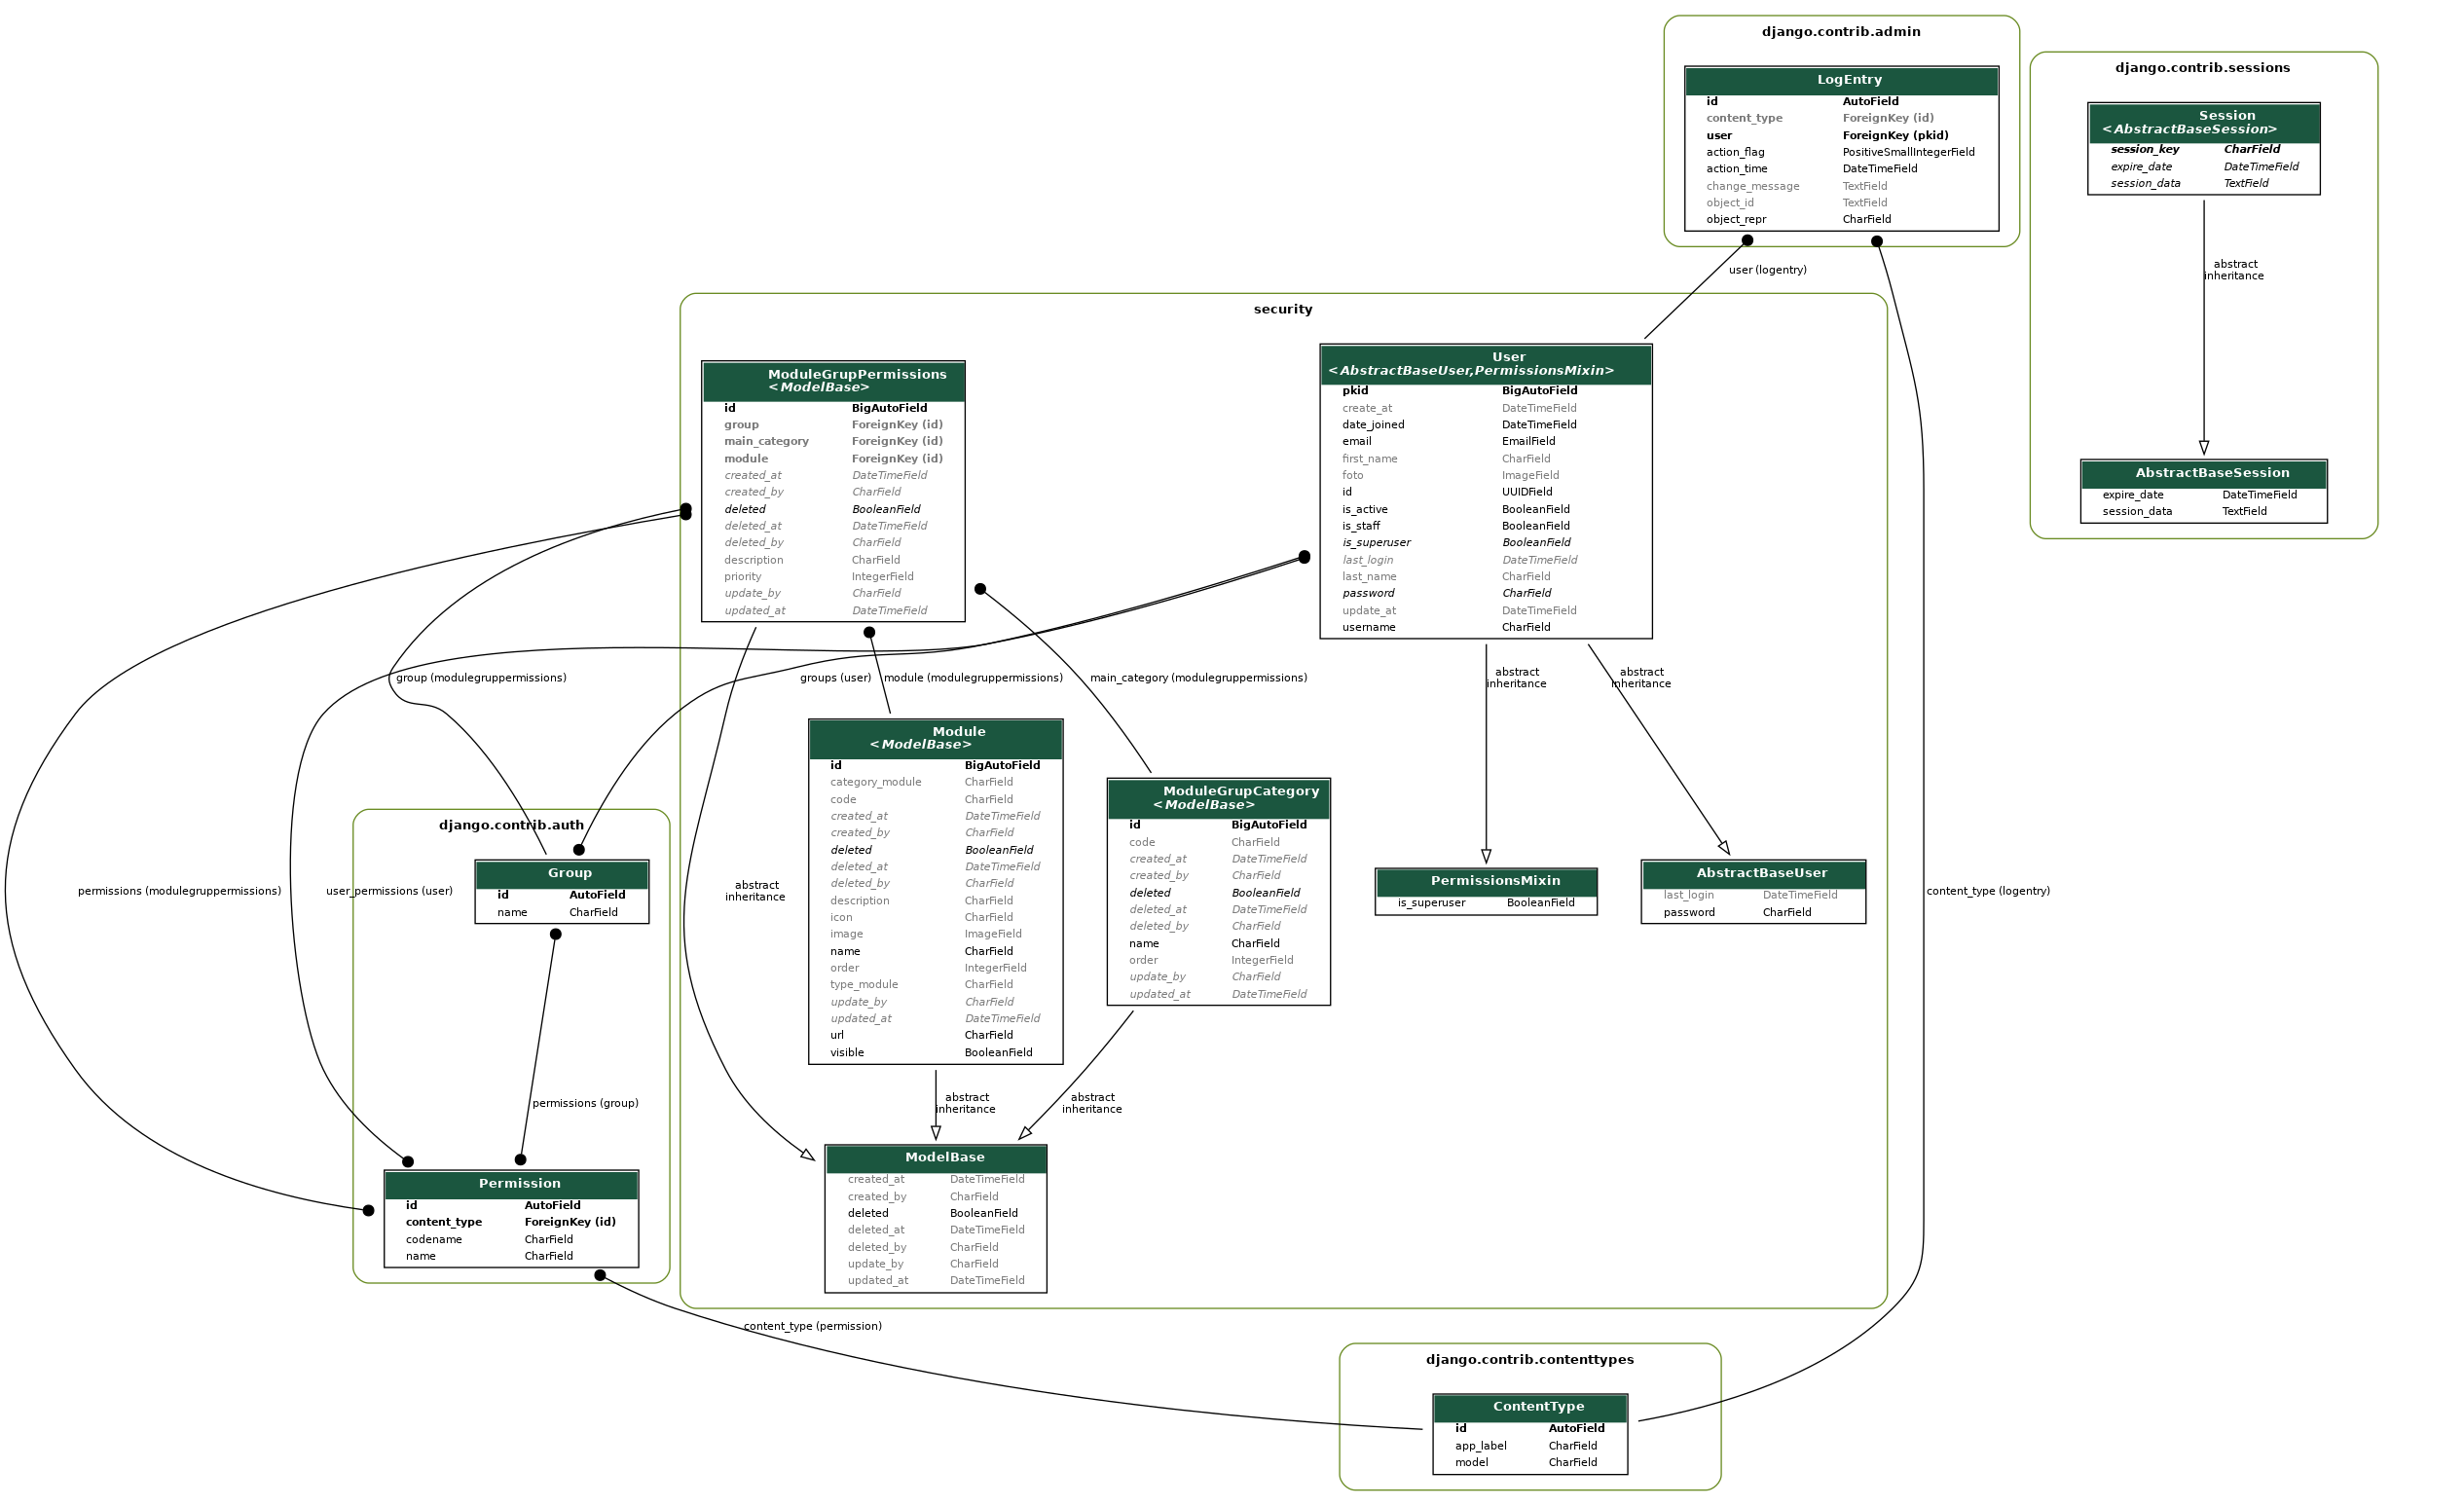 django.contrib.admin
LogEntry
id AutoField
content_type ForeignKey (id)
user ForeignKey (pkid)
action_flag PositiveSmallIntegerField
action_time DateTimeField
change_message TextField
object_id TextField
object_repr CharField
django.contrib.sessions
Session
<AbstractBaseSession>
session_key CharField
expire_date DateTimeField
session_data TextField
abstract
inheritance
AbstractBaseSession
expire_date DateTimeField
session_data TextField
user (logentry)
security
ModuleGrupPermissions
<ModelBase>
id BigAutoField
group ForeignKey (id)
main_category ForeignKey (id)
module ForeignKey (id)
created_at DateTimeField
created_by CharField
deleted BooleanField
deleted_at DateTimeField
deleted_by CharField
description CharField
priority IntegerField
update_by CharField
updated_at DateTimeField
User
<AbstractBaseUser,PermissionsMixin>
pkid BigAutoField
create_at DateTimeField
date_joined DateTimeField
email EmailField
first_name CharField
foto ImageField
id UUIDField
is_active BooleanField
is_staff BooleanField
is_superuser BooleanField
last_login DateTimeField
last_name CharField
password CharField
update_at DateTimeField
username CharField
group (modulegruppermissions)
groups (user)
module (modulegruppermissions)
main_category (modulegruppermissions)
abstract
inheritance
abstract
inheritance
Module
<ModelBase>
id BigAutoField
category_module CharField
code CharField
created_at DateTimeField
created_by CharField
deleted BooleanField
deleted_at DateTimeField
deleted_by CharField
description CharField
icon CharField
image ImageField
name CharField
order IntegerField
type_module CharField
update_by CharField
updated_at DateTimeField
url CharField
visible BooleanField
ModuleGrupCategory
<ModelBase>
id BigAutoField
code CharField
created_at DateTimeField
created_by CharField
deleted BooleanField
deleted_at DateTimeField
deleted_by CharField
name CharField
order IntegerField
update_by CharField
updated_at DateTimeField
PermissionsMixin
is_superuser BooleanField
AbstractBaseUser
last_login DateTimeField
password CharField
django.contrib.auth
Group
id AutoField
name CharField
permissions (modulegruppermissions)
user_permissions (user)
abstract
inheritance
content_type (logentry)
permissions (group)
abstract
inheritance
abstract
inheritance
Permission
id AutoField
content_type ForeignKey (id)
codename CharField
name CharField
ModelBase
created_at DateTimeField
created_by CharField
deleted BooleanField
deleted_at DateTimeField
deleted_by CharField
update_by CharField
updated_at DateTimeField
content_type (permission)
django.contrib.contenttypes
ContentType
id AutoField
app_label CharField
model CharField